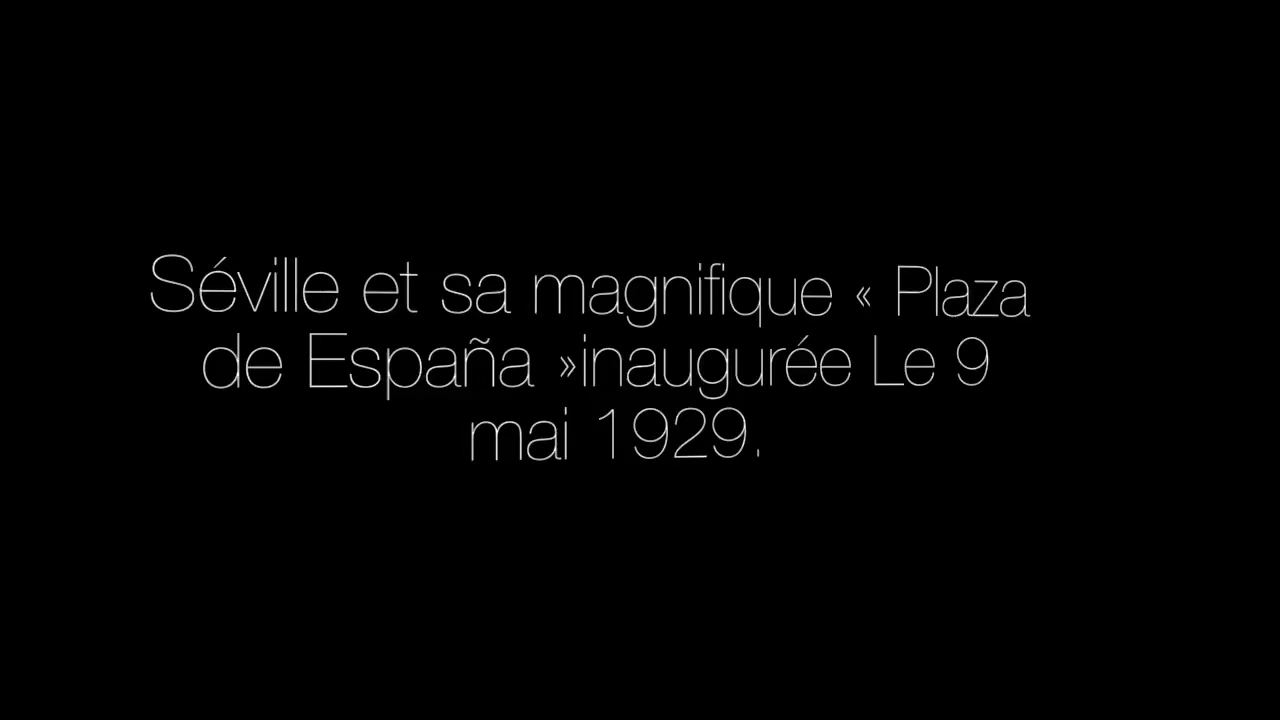 Séville et sa magnifique « Plaza
de España »inaugurée Le 9
mai 1929.